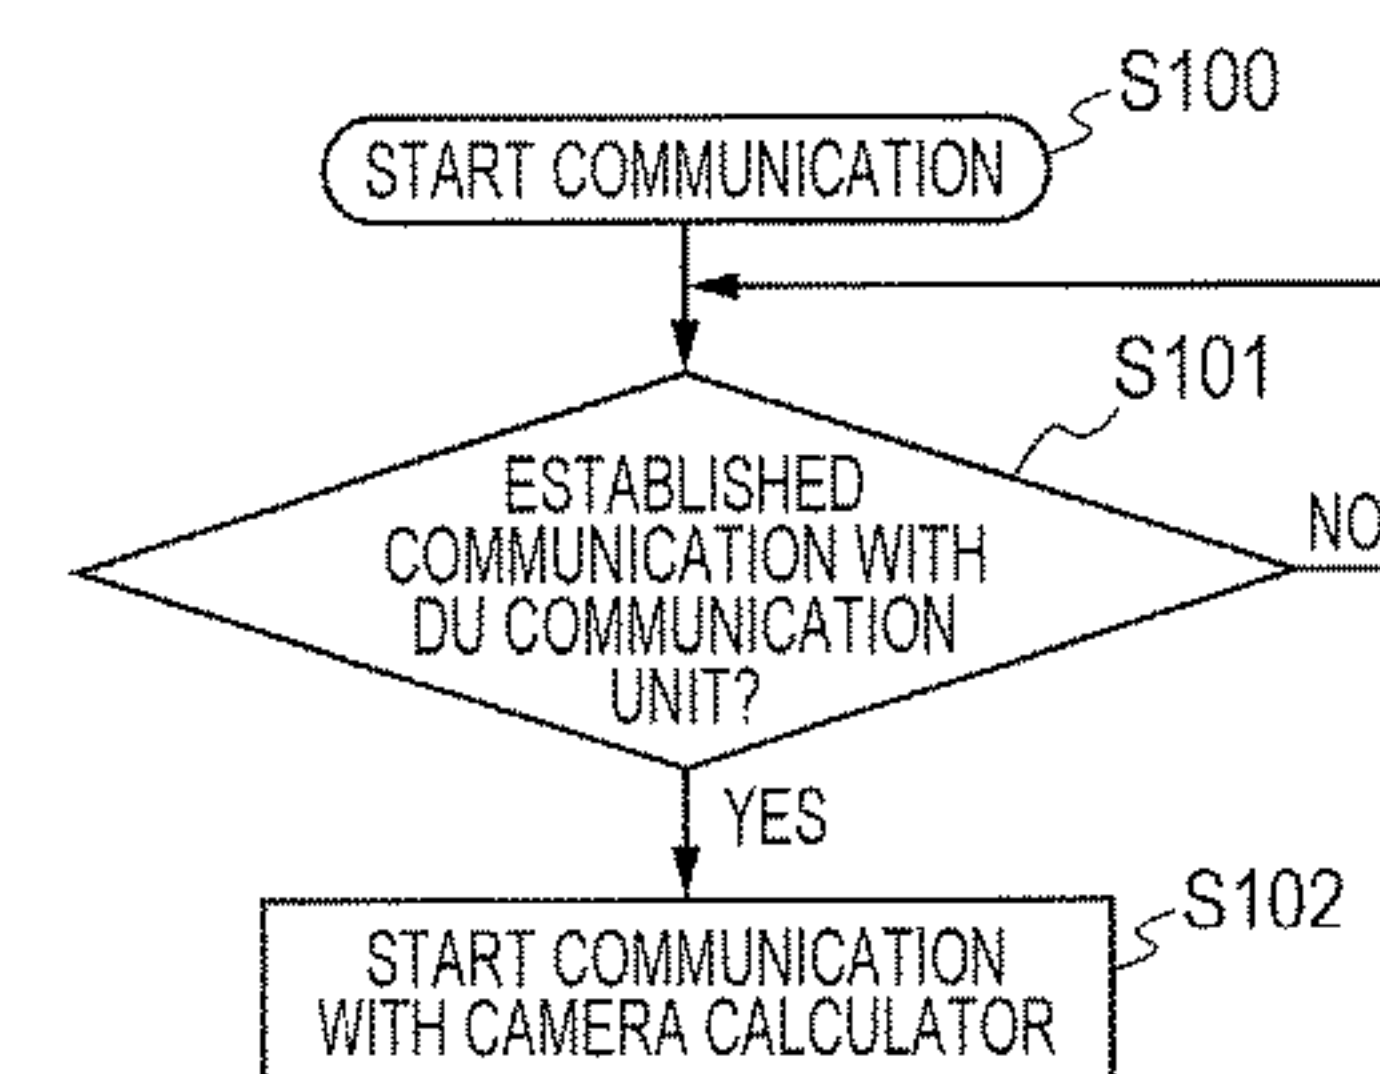 S100
START COMMUNICATION
S101
ESTABLISHED
COMMUNICATION WITH
DU COMMUNICATION
UNIT?
NO
YES
S102
START COMMUNICATION
WITH CAMERA CALCULATOR